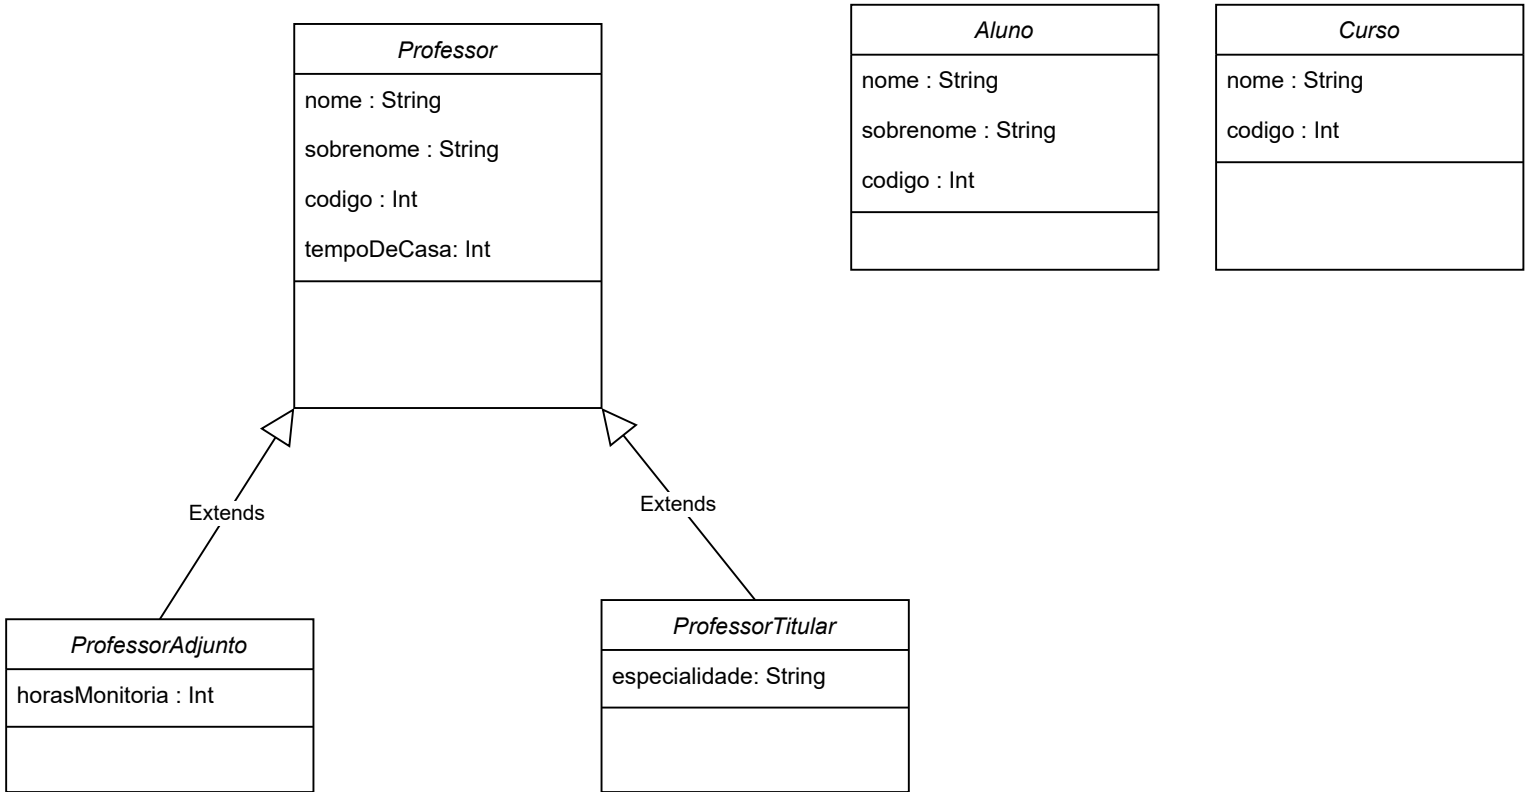 Professor
nome : String
sobrenome : String
codigo : Int
tempoDeCasa: Int
Aluno
nome : String
sobrenome : String
codigo : Int
Curso
nome : String
codigo : Int
Extends
Extends
ProfessorAdjunto
horasMonitoria : Int
ProfessorTitular
especialidade: String